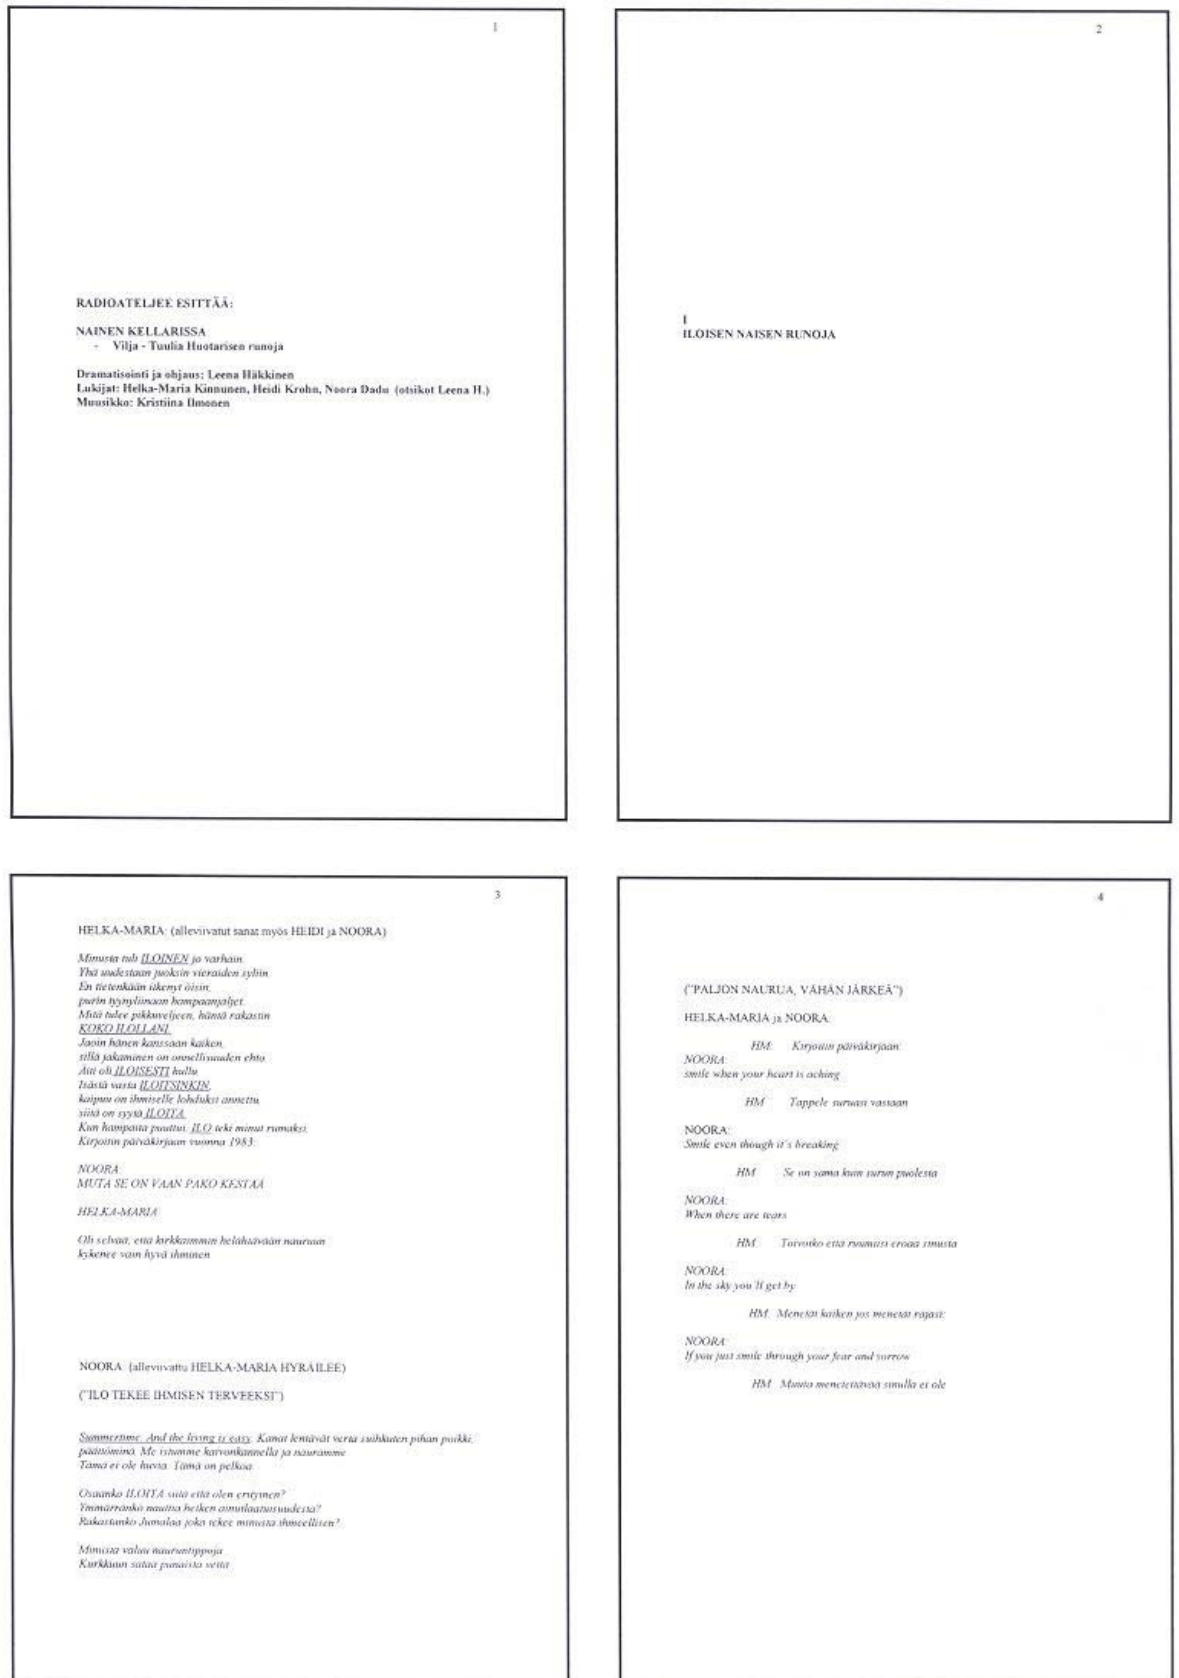 1
RADIOATELJEE ESITTÄÄ:
NAINEN KELLARISSA
- Vilja - Tuulia Huotarisen runoja
Dramatisointi ja ohjaus: Leena Häkkinen
Lukijat: Helka-Maria Kinnunen, Heidi Krohn, Noora Dadu (otsikot Leena H.)
Muusikko: Kristiina Ilmonen
2
I
ILOISEN NAISEN RUNOJA
3
HELKA-MARIA: (alleviivatut sanat myös HEIDI ja NOORA)
Minusta tuli ILOINEN jo varhain.
Yhä uudestaan juoksin vieraiden syliin.
En tietenkään itkenyt öisin,
purin tyynyliinaan hampaanjäljet.
Mitä tulee pikkuveljeen, häntä rakastin
KOKO ILOLLANI.
Jaoin hänen kanssaan kaiken,
sillä jakaminen on onnellisuuden ehto.
Äiti oli ILOISESTI hullu.
Isästä vasta ILOITSINKIN,
kaipuu on ihmiselle lohduksi annettu,
siitä on syytä ILOITA.
Kun hampaita puuttui, ILO teki minut rumaksi.
Kirjoitin päiväkirjaan vuonna 1983:
NOORA:
MUTA SE ON VAAN PAKO KESTÄÄ
HELKA-MARIA
Oli selvää, että kirkkaimmin helähtävään nauruun
kykenee vain hyvä ihminen
NOORA (alleviivattu HELKA-MARIA HYRÄILEE)
("ILO TEKEE IHMISEN TERVEEKSI")
Summertime. And the living is easy. Kanat lentävät verta suihkuten pihan poikki,
päättöminä. Me istumme kaivonkannella ja nauramme
Tämä ei ole huvia. Tämä on pelkoa.
Osaanko ILOITA siitä että olen erityinen?
Ymmärränkö nauttia hetken ainutlaatuisuudesta?
Rakastanko Jumalaa joka tekee minusta ihmeellisen?
Minusta valuu nauruntippoja
Kurkkuun sataa punaista vettä
4
("PALJON NAURUA, VÄHÄN JÄRKEÄ")
HELKA-MARIA ja NOORA:
HM: Kirjoitin päiväkirjaan:
NOORA:
smile when your heart is aching
HM Tappele suruasi vastaan
NOORA:
Smile even though it's breaking
HM Se on sama kuin surun puolesta
NOORA:
When there are tears
HM: Toivotko että ruumiisi eroaa sinusta
NOORA:
In the sky you'll get by
HM: Menetät kaiken jos menetät rajasi:
NOORA:
If you just smile through your fear and sorrow
HM Muuta menetettävää sinulla ei ole